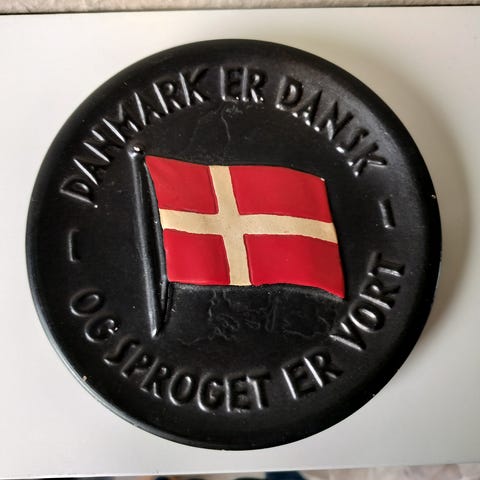 DANMARK ER DANSK
OG SPROGET ER VORT